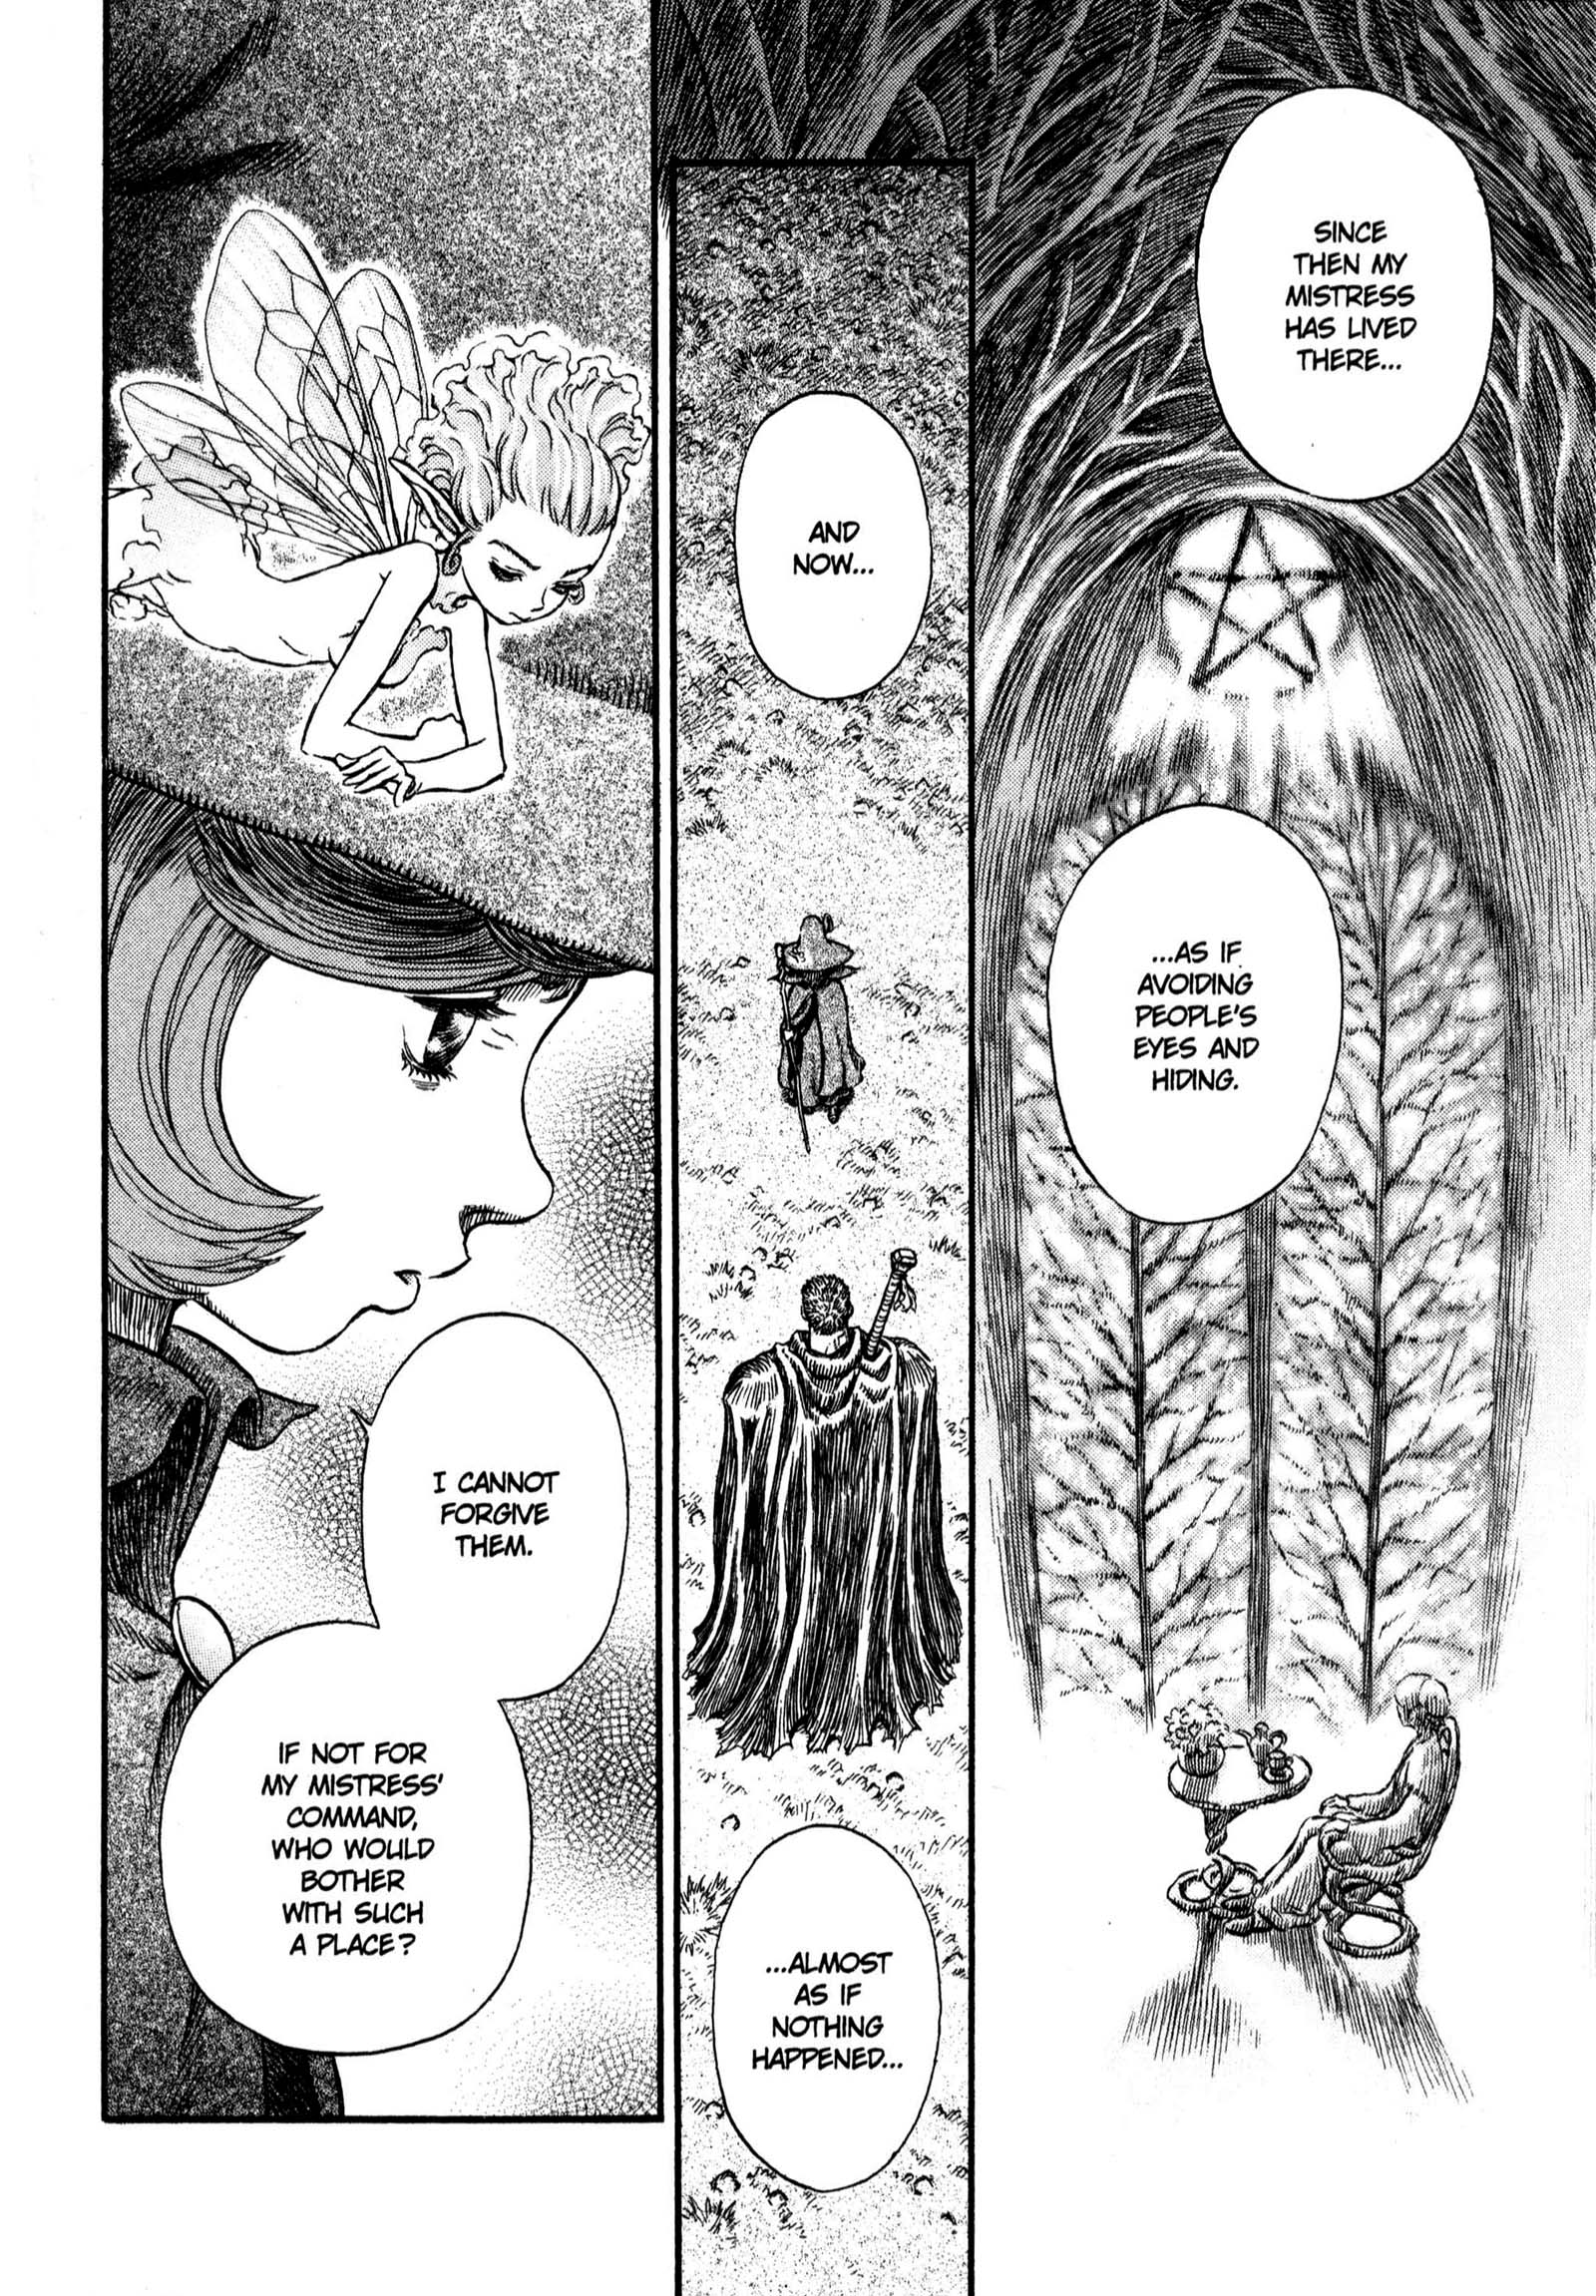 SINCE
THEN MY
MISTRESS
HAS LIVED
THERE...
...AS IF
AVOIDING
PEOPLE'S
EYES AND
HIDING.
AND
NOW...
...ALMOST
AS IF
NOTHING
HAPPENED...
I CANNOT
FORGIVE
THEM.
IF NOT FOR
MY MISTRESS'
COMMAND,
WHO WOULD
BOTHER
WITH SUCH
A PLACE?